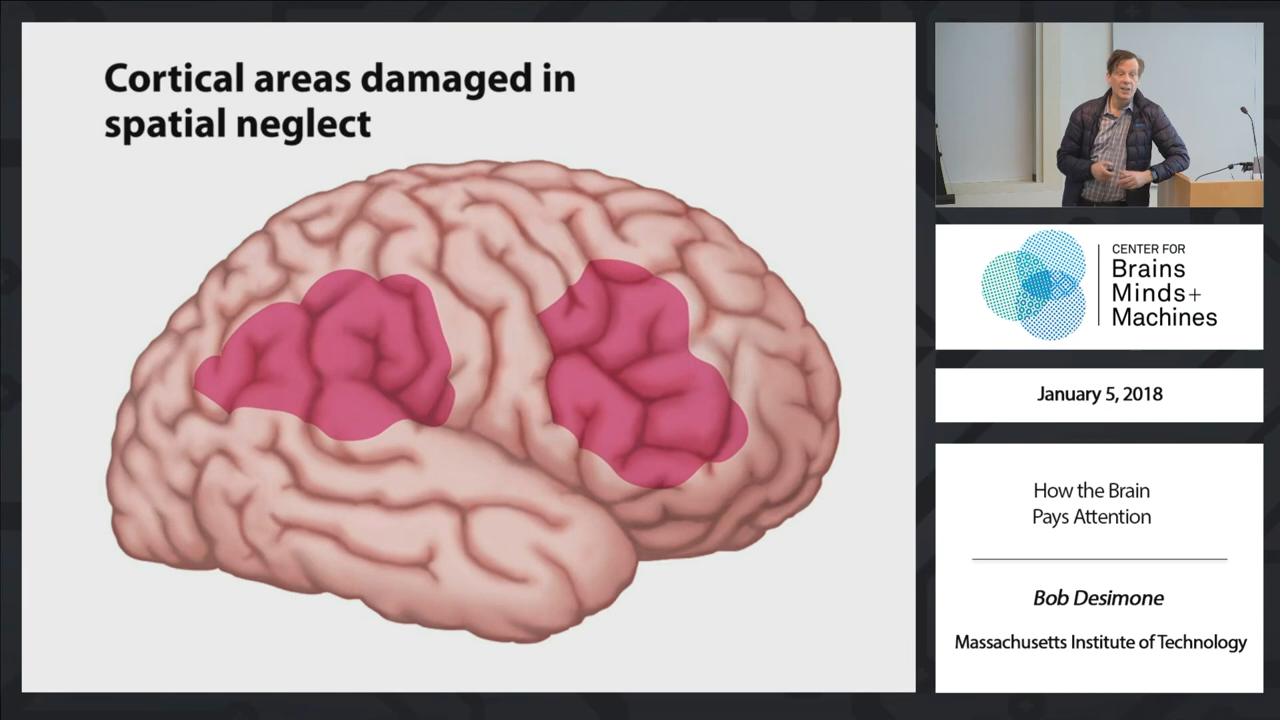 Cortical areas damaged in
spatial neglect
CENTER FOR
Brains
Minds+
Machines
January 5, 2018
How the Brain
Pays Attention
Bob Desimone
Massachusetts Institute of Technology